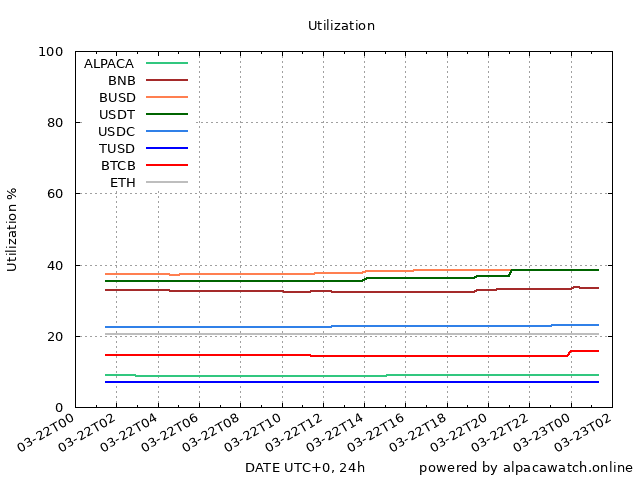 Utilization
100
80
60
40
20
0
Utilization %
ALPACA
BNB
BUSD
USDT
USDC
TUSD
BTCB
ETH
03-22T00
03-22T02
03-22T04
03-22T06
03-22T08
03-22T10
03-22T12
03-22T14
03-22T16
03-22T18
03-22T20
03-22T22
03-23T00
03-23T02
DATE UTC+0, 24h
powered by alpacawatch.online